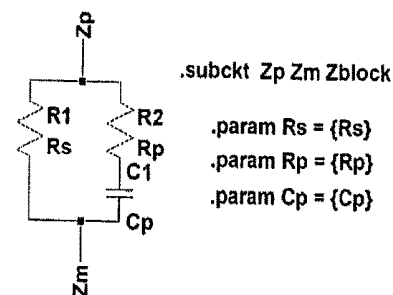 Zp
.subckt Zp Zm Zblock
R1
R2
.param Rs = {Rs}
Rs
Rp
.param Rp = {Rp}
C1
.param Cp = {Cp}
Cp
Zm